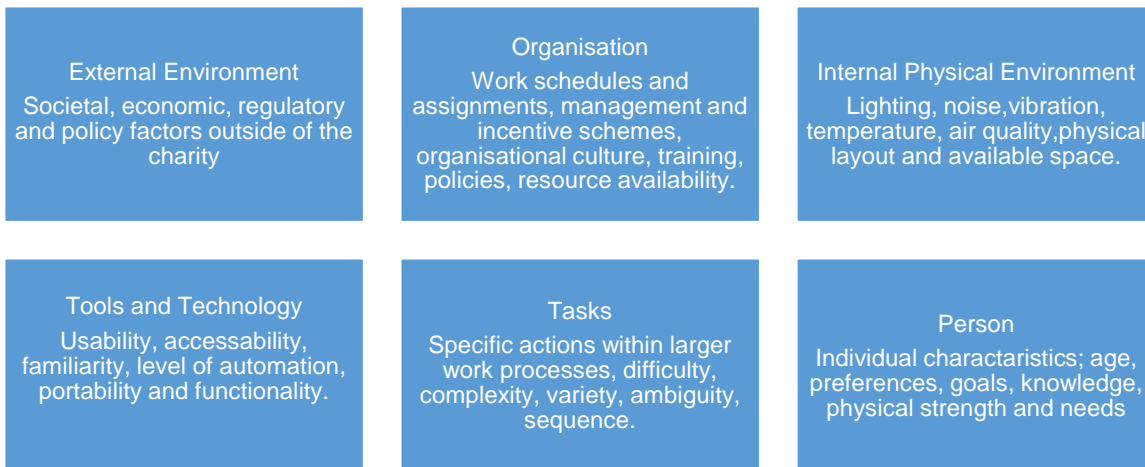 External Environment
Societal, economic, regulatory
and policy factors outside of the
charity
Organisation
Work schedules and
assignments, management and
incentive schemes,
organisational culture, training,
policies, resource availability.
Internal Physical Environment
Lighting, noise,vibration,
temperature, air quality,physical
layout and available space.
Tools and Technology
Usability, accessability,
familiarity, level of automation,
portability and functionality.
Tasks
Specific actions within larger
work processes, difficulty,
complexity, variety, ambiguity,
sequence.
Person
Individual charactaristics; age,
preferences, goals, knowledge,
physical strength and needs